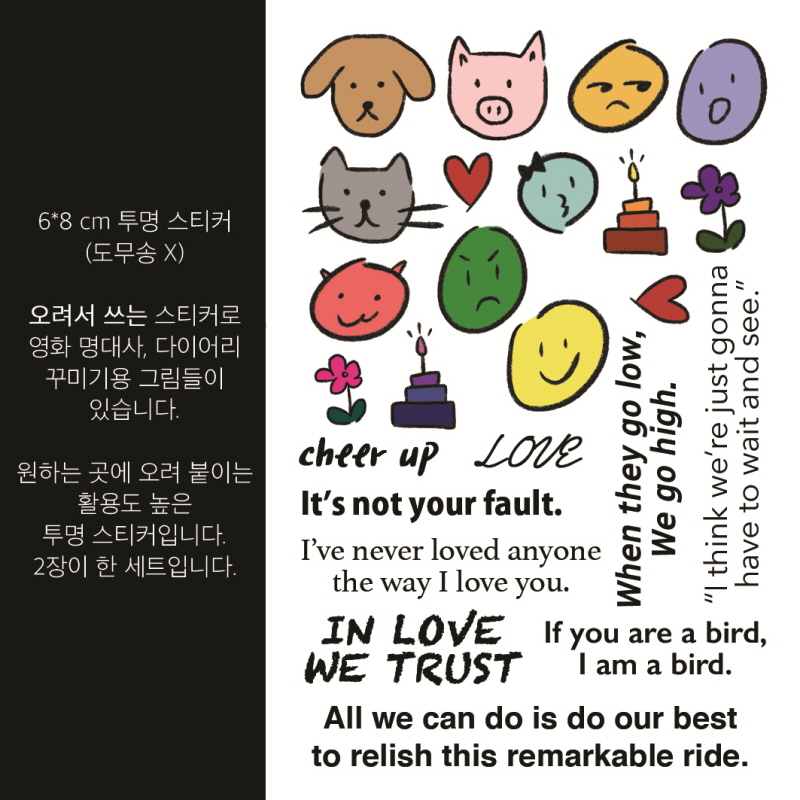 6*8 cm 투명 스티커
(도무송 X)
오려서 쓰는 스티커로
영화 명대사, 다이어리
꾸미기용 그림들이
있습니다.
원하는 곳에 오려 붙이는
활용도 높은
투명 스티커입니다.
2장이 한 세트입니다.
cheer up
LOVE
It's not your fault.
I've never loved anyone
the way I love you.
When they go low,
We go high.
"I think we're just gonna
have to wait and see."
IN LOVE
WE TRUST
If you are a bird,
I am a bird.
All we can do is do our best
to relish this remarkable ride.